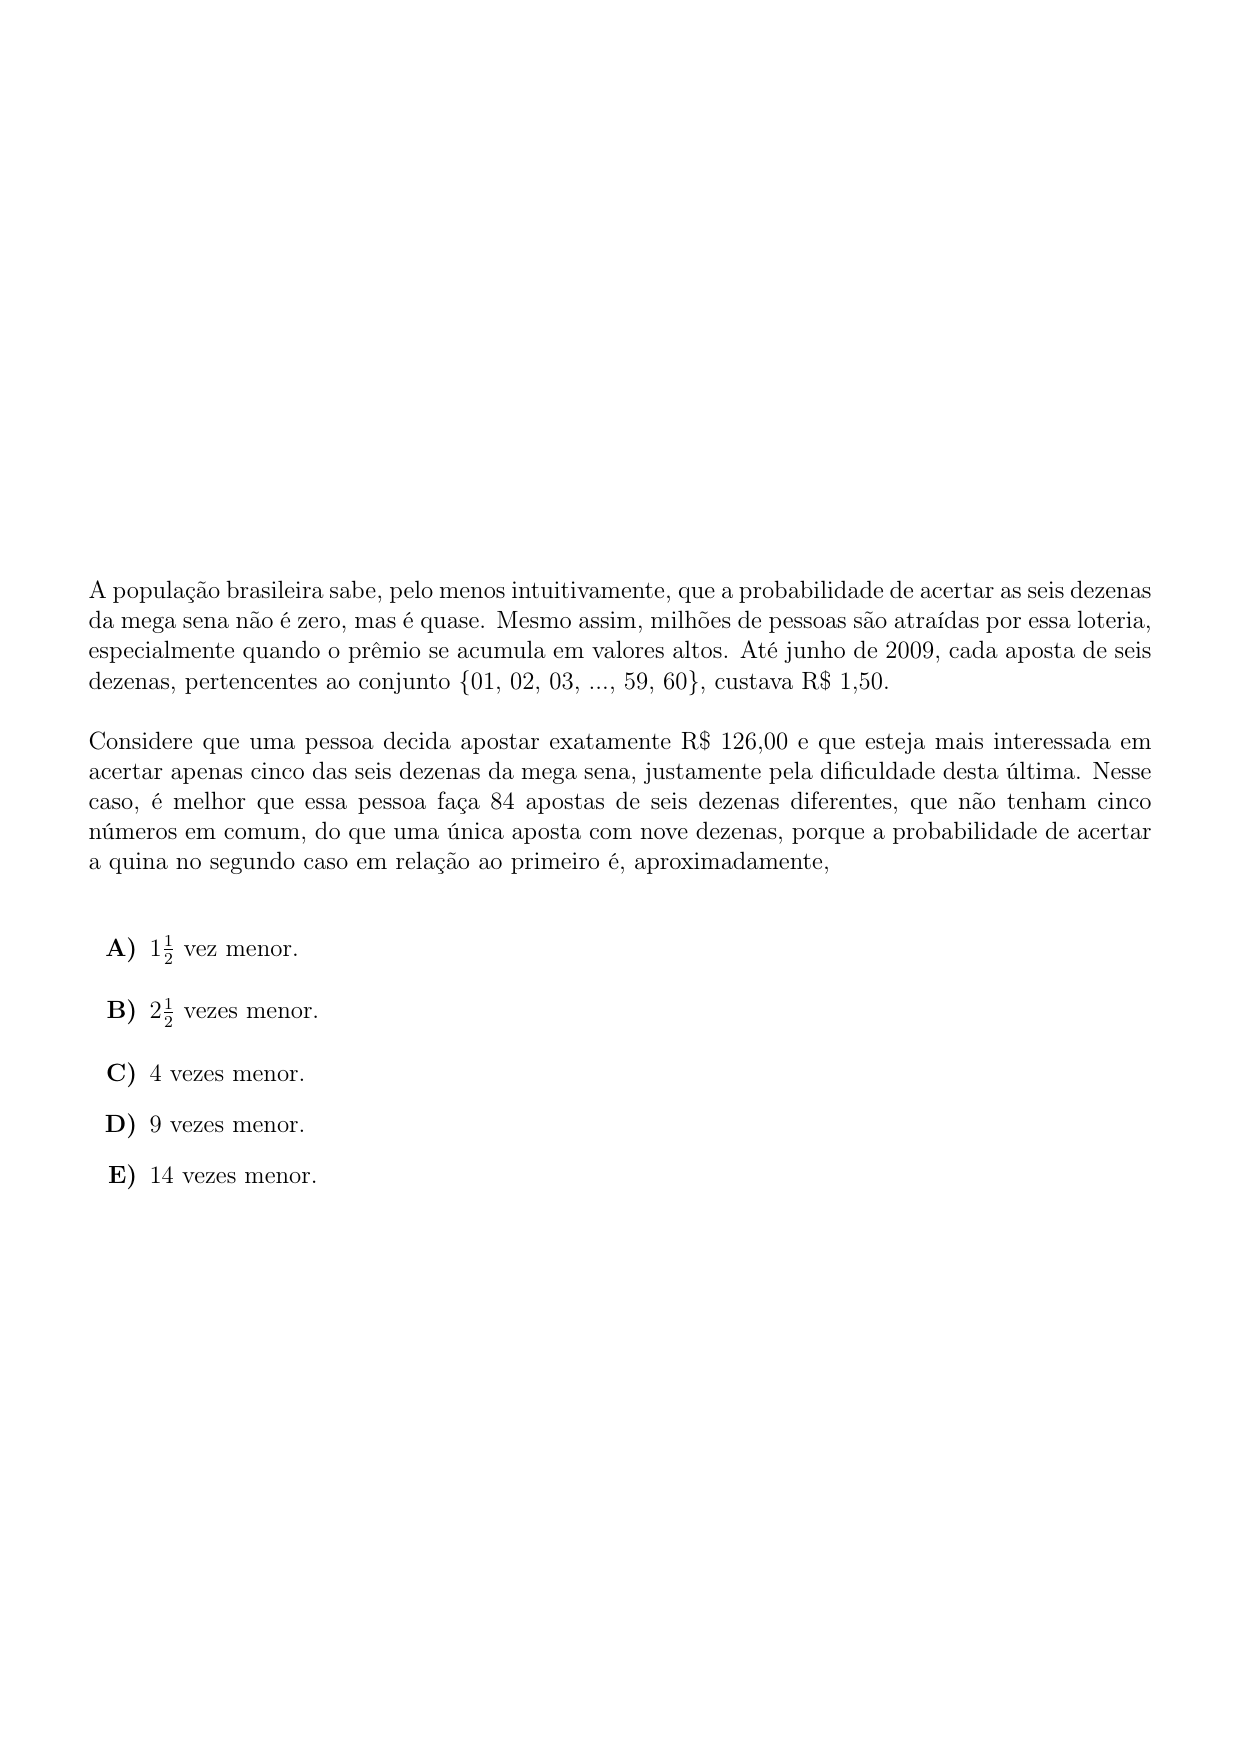 A população brasileira sabe, pelo menos intuitivamente, que a probabilidade de acertar as seis dezenas
da mega sena não é zero, mas é quase. Mesmo assim, milhões de pessoas são atraídas por essa loteria,
especialmente quando o prêmio se acumula em valores altos. Até junho de 2009, cada aposta de seis
dezenas, pertencentes ao conjunto {01, 02, 03, ..., 59, 60}, custava R$ 1,50.
Considere que uma pessoa decida apostar exatamente R$ 126,00 e que esteja mais interessada em
acertar apenas cinco das seis dezenas da mega sena, justamente pela dificuldade desta última. Nesse
caso, é melhor que essa pessoa faça 84 apostas de seis dezenas diferentes, que não tenham cinco
números em comum, do que uma única aposta com nove dezenas, porque a probabilidade de acertar
a quina no segundo caso em relação ao primeiro é, aproximadamente,
A) 1 1/2 vez menor.
B) 2 1/2 vezes menor.
C) 4 vezes menor.
D) 9 vezes menor.
E) 14 vezes menor.